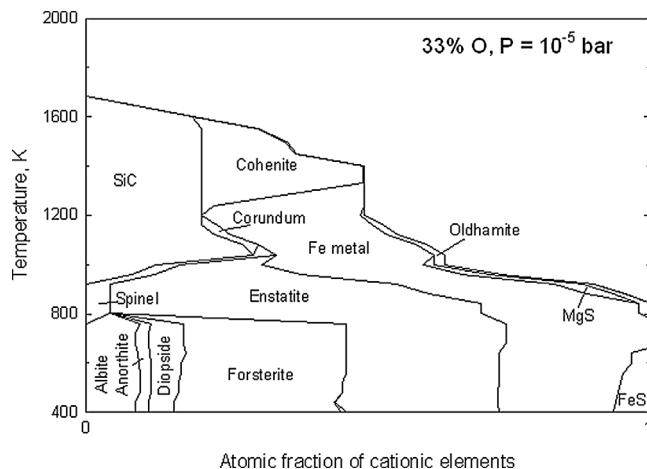 2000
33% O, P = 10⁻⁵ bar
1600
Cohenite
SiC
1200
Corundum
Oldhamite
Fe metal
Temperature, K
Spinel
Enstatite
800
MgS
Albite
Anorthite
Diopside
Forsterite
FeS
400
0
Atomic fraction of cationic elements